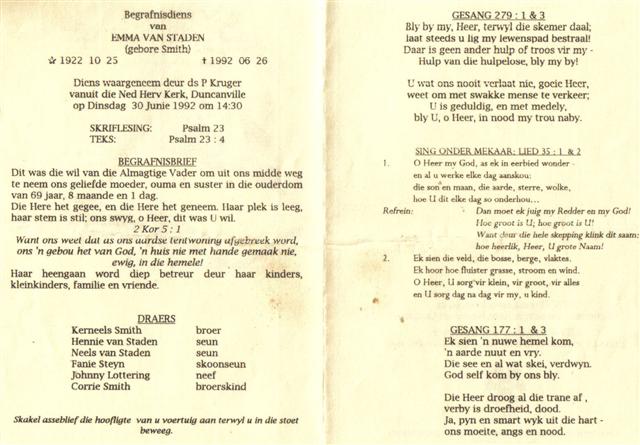 Begrafnisdiens
van
EMMA VAN STADEN
(gebore Smith)
☆ 1922 10 25 † 1992 06 26
Diens waargeneem deur ds P Kruger
vanuit die Ned Herv Kerk, Duncanville
op Dinsdag 30 Junie 1992 om 14:30
SKRIFLESING: Psalm 23
TEKS: Psalm 23 : 4
BEGRAFNISBRIEF
Dit was die wil van die Almagtige Vader om uit ons midde weg
te neem ons geliefde moeder, ouma en suster in die ouderdom
van 69 jaar, 8 maande en 1 dag.
Die Here het gegee, en die Here het geneem. Haar plek is leeg,
haar stem is stil; ons swyg, o Heer, dit was U wil.
2 Kor 5 : 1
Want ons weet dat as ons aardse tentwoning afgebreek word,
ons 'n gebou het van God, 'n huis nie met hande gemaak nie,
ewig, in die hemele!
Haar heengaan word diep betreur deur haar kinders,
kleinkinders, familie en vriende.
DRAERS
Kerneels Smith broer
Hennie van Staden seun
Neels van Staden seun
Fanie Steyn skoonseun
Johnny Lottering neef
Corrie Smith broerskind
Skakel asseblief die hoofligte van u voertuig aan terwyl u in die stoet
beweeg.
GESANG 279 : 1 & 3
Bly by my, Heer, terwyl die skemer daal;
laat steeds u lig my lewenspad bestraal!
Daar is geen ander hulp of troos vir my -
Hulp van die hulpelose, bly my by!
U wat ons nooit verlaat nie, goeie Heer,
weet om met swakke mense te verkeer;
U is geduldig, en met medely,
bly U, o Heer, in nood my trou naby.
SING ONDER MEKAAR: LIED 35 : 1 & 2
1. O Heer my God, as ek in eerbied wonder -
en al u werke elke dag aanskou:
die son en maan, die aarde, sterre, wolke,
hoe U dit elke dag so onderhou...
Refrein: Dan moet ek juig my Redder en my God!
Hoe groot is U; hoe groot is U!
Want deur die hele skepping klink dit saam:
hoe heerlik, Heer, U grote Naam!
2. Ek sien die veld, die bosse, berge, vlaktes.
Ek hoor hoe fluister grasse, stroom en wind.
O Heer, U sorg vir klein, vir groot, vir alles
en U sorg dag na dag vir my, u kind.
GESANG 177 : 1 & 3
Ek sien 'n nuwe hemel kom,
'n aarde nuut en vry.
Die see en al wat skei, verdwyn.
God self kom by ons bly.
Die Heer droog al die trane af ,
verby is droefheid, dood.
Ja, pyn en smart wyk uit die hart -
ons moeite, angs en nood.